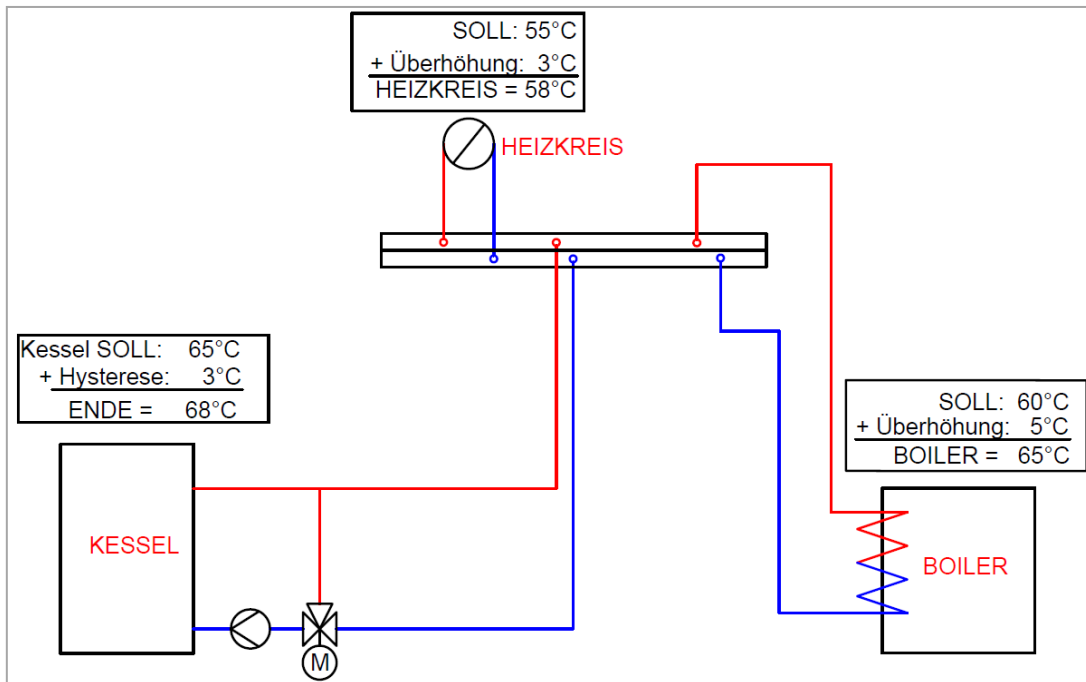 SOLL: 55°C
+ Überhöhung: 3°C
HEIZKREIS = 58°C
HEIZKREIS
Kessel SOLL: 65°C
+ Hysterese: 3°C
ENDE = 68°C
SOLL: 60°C
+ Überhöhung: 5°C
BOILER = 65°C
KESSEL
BOILER
M